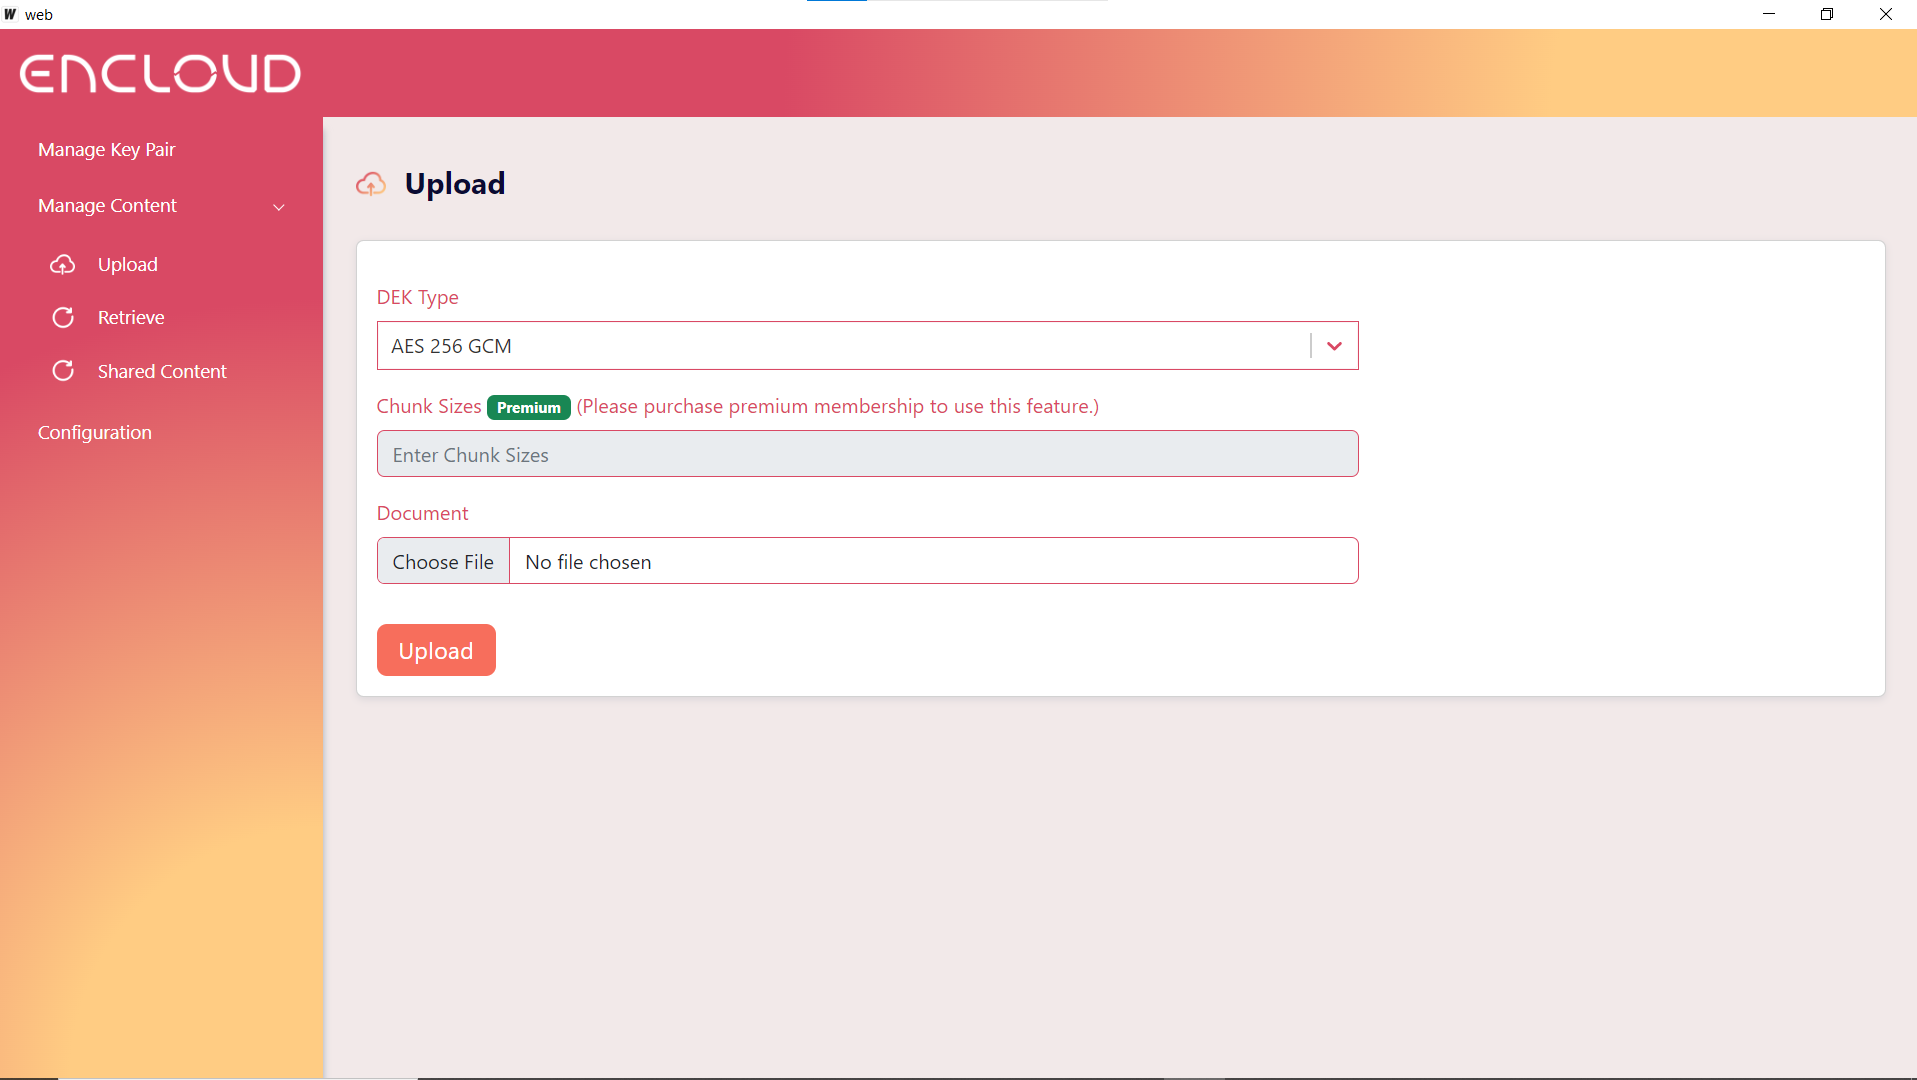 W web
ENCLOUD
Manage Key Pair
Manage Content
Upload
Retrieve
Shared Content
Configuration
Upload
DEK Type
AES 256 GCM
Chunk Sizes Premium (Please purchase premium membership to use this feature.)
Enter Chunk Sizes
Document
Choose File No file chosen
Upload